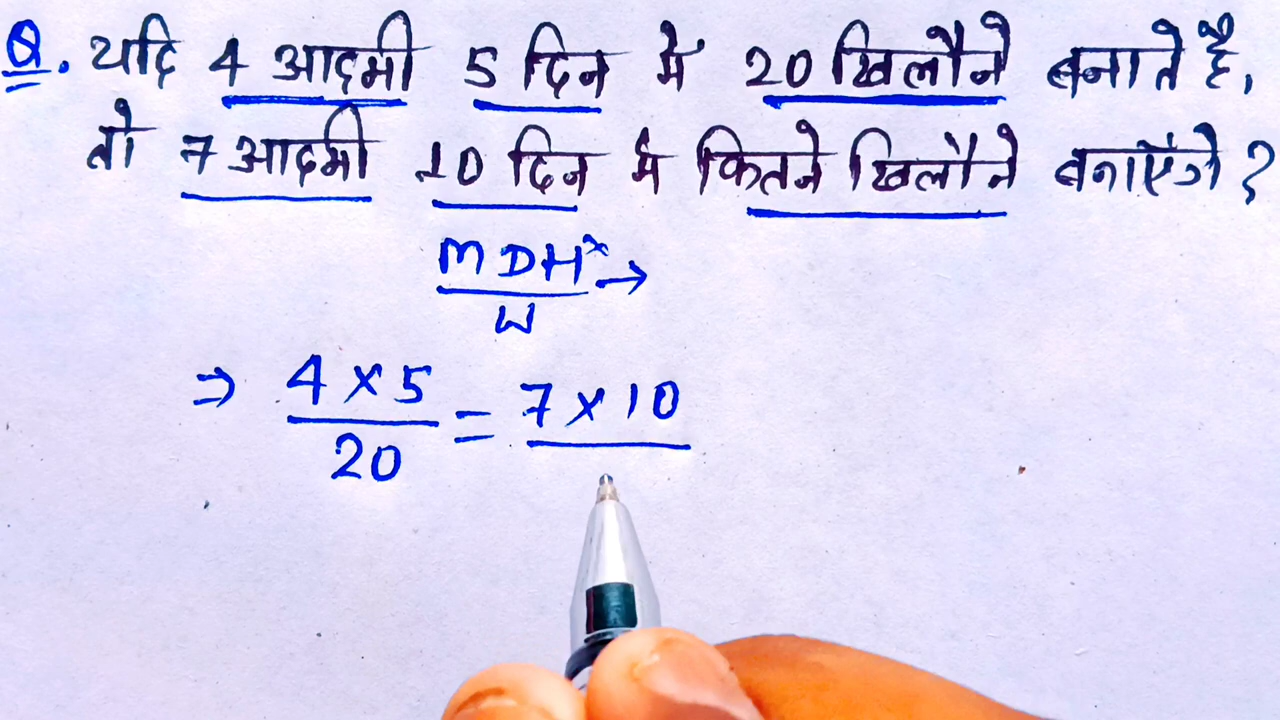 Q. यदि 4 आदमी 5 दिन मे 20 खिलौने बनाते है,
तो 7 आदमी 10 दिन मे कितने खिलौने बनाएंगे ?
MDH× →
W
⇒ 4 × 5 = 7 × 10
20